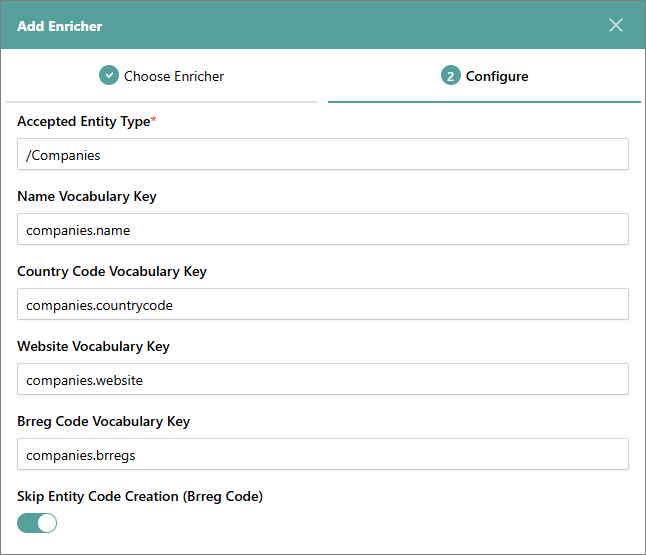 Add Enricher
Choose Enricher
2 Configure
Accepted Entity Type*
/Companies
Name Vocabulary Key
companies.name
Country Code Vocabulary Key
companies.countrycode
Website Vocabulary Key
companies.website
Brreg Code Vocabulary Key
companies.brregs
Skip Entity Code Creation (Brreg Code)